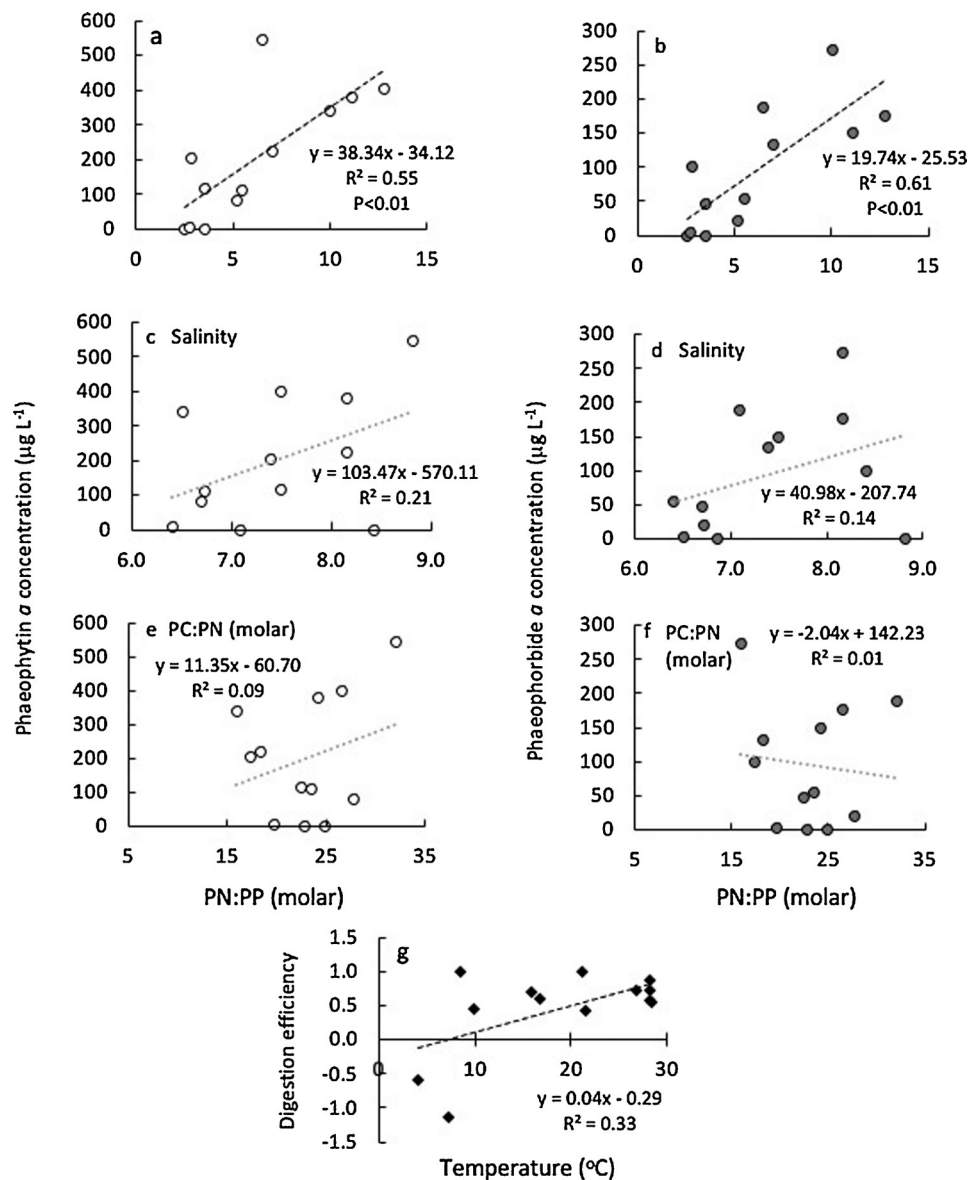 a
600
500
400
300
200
100
0
0 5 10 15
y = 38.34x - 34.12
R² = 0.55
P<0.01
b
300
250
200
150
100
50
0
0 5 10 15
y = 19.74x - 25.53
R² = 0.61
P<0.01
c Salinity
600
500
400
300
200
100
0
6.0 7.0 8.0 9.0
y = 103.47x - 570.11
R² = 0.21
d Salinity
300
250
200
150
100
50
0
6.0 7.0 8.0 9.0
y = 40.98x - 207.74
R² = 0.14
e PC:PN (molar)
y = 11.35x - 60.70
R² = 0.09
600
500
400
300
200
100
0
5 15 25 35
PN:PP (molar)
Phaeophytin a concentration (µg L⁻¹)
f PC:PN
(molar)
y = -2.04x + 142.23
R² = 0.01
300
250
200
150
100
50
0
5 15 25 35
PN:PP (molar)
Phaeophorbide a concentration (µg L⁻¹)
g
1.5
1.0
0.5
0.0
-0.5
-1.0
-1.5
0 10 20 30
y = 0.04x - 0.29
R² = 0.33
Digestion efficiency
Temperature (°C)